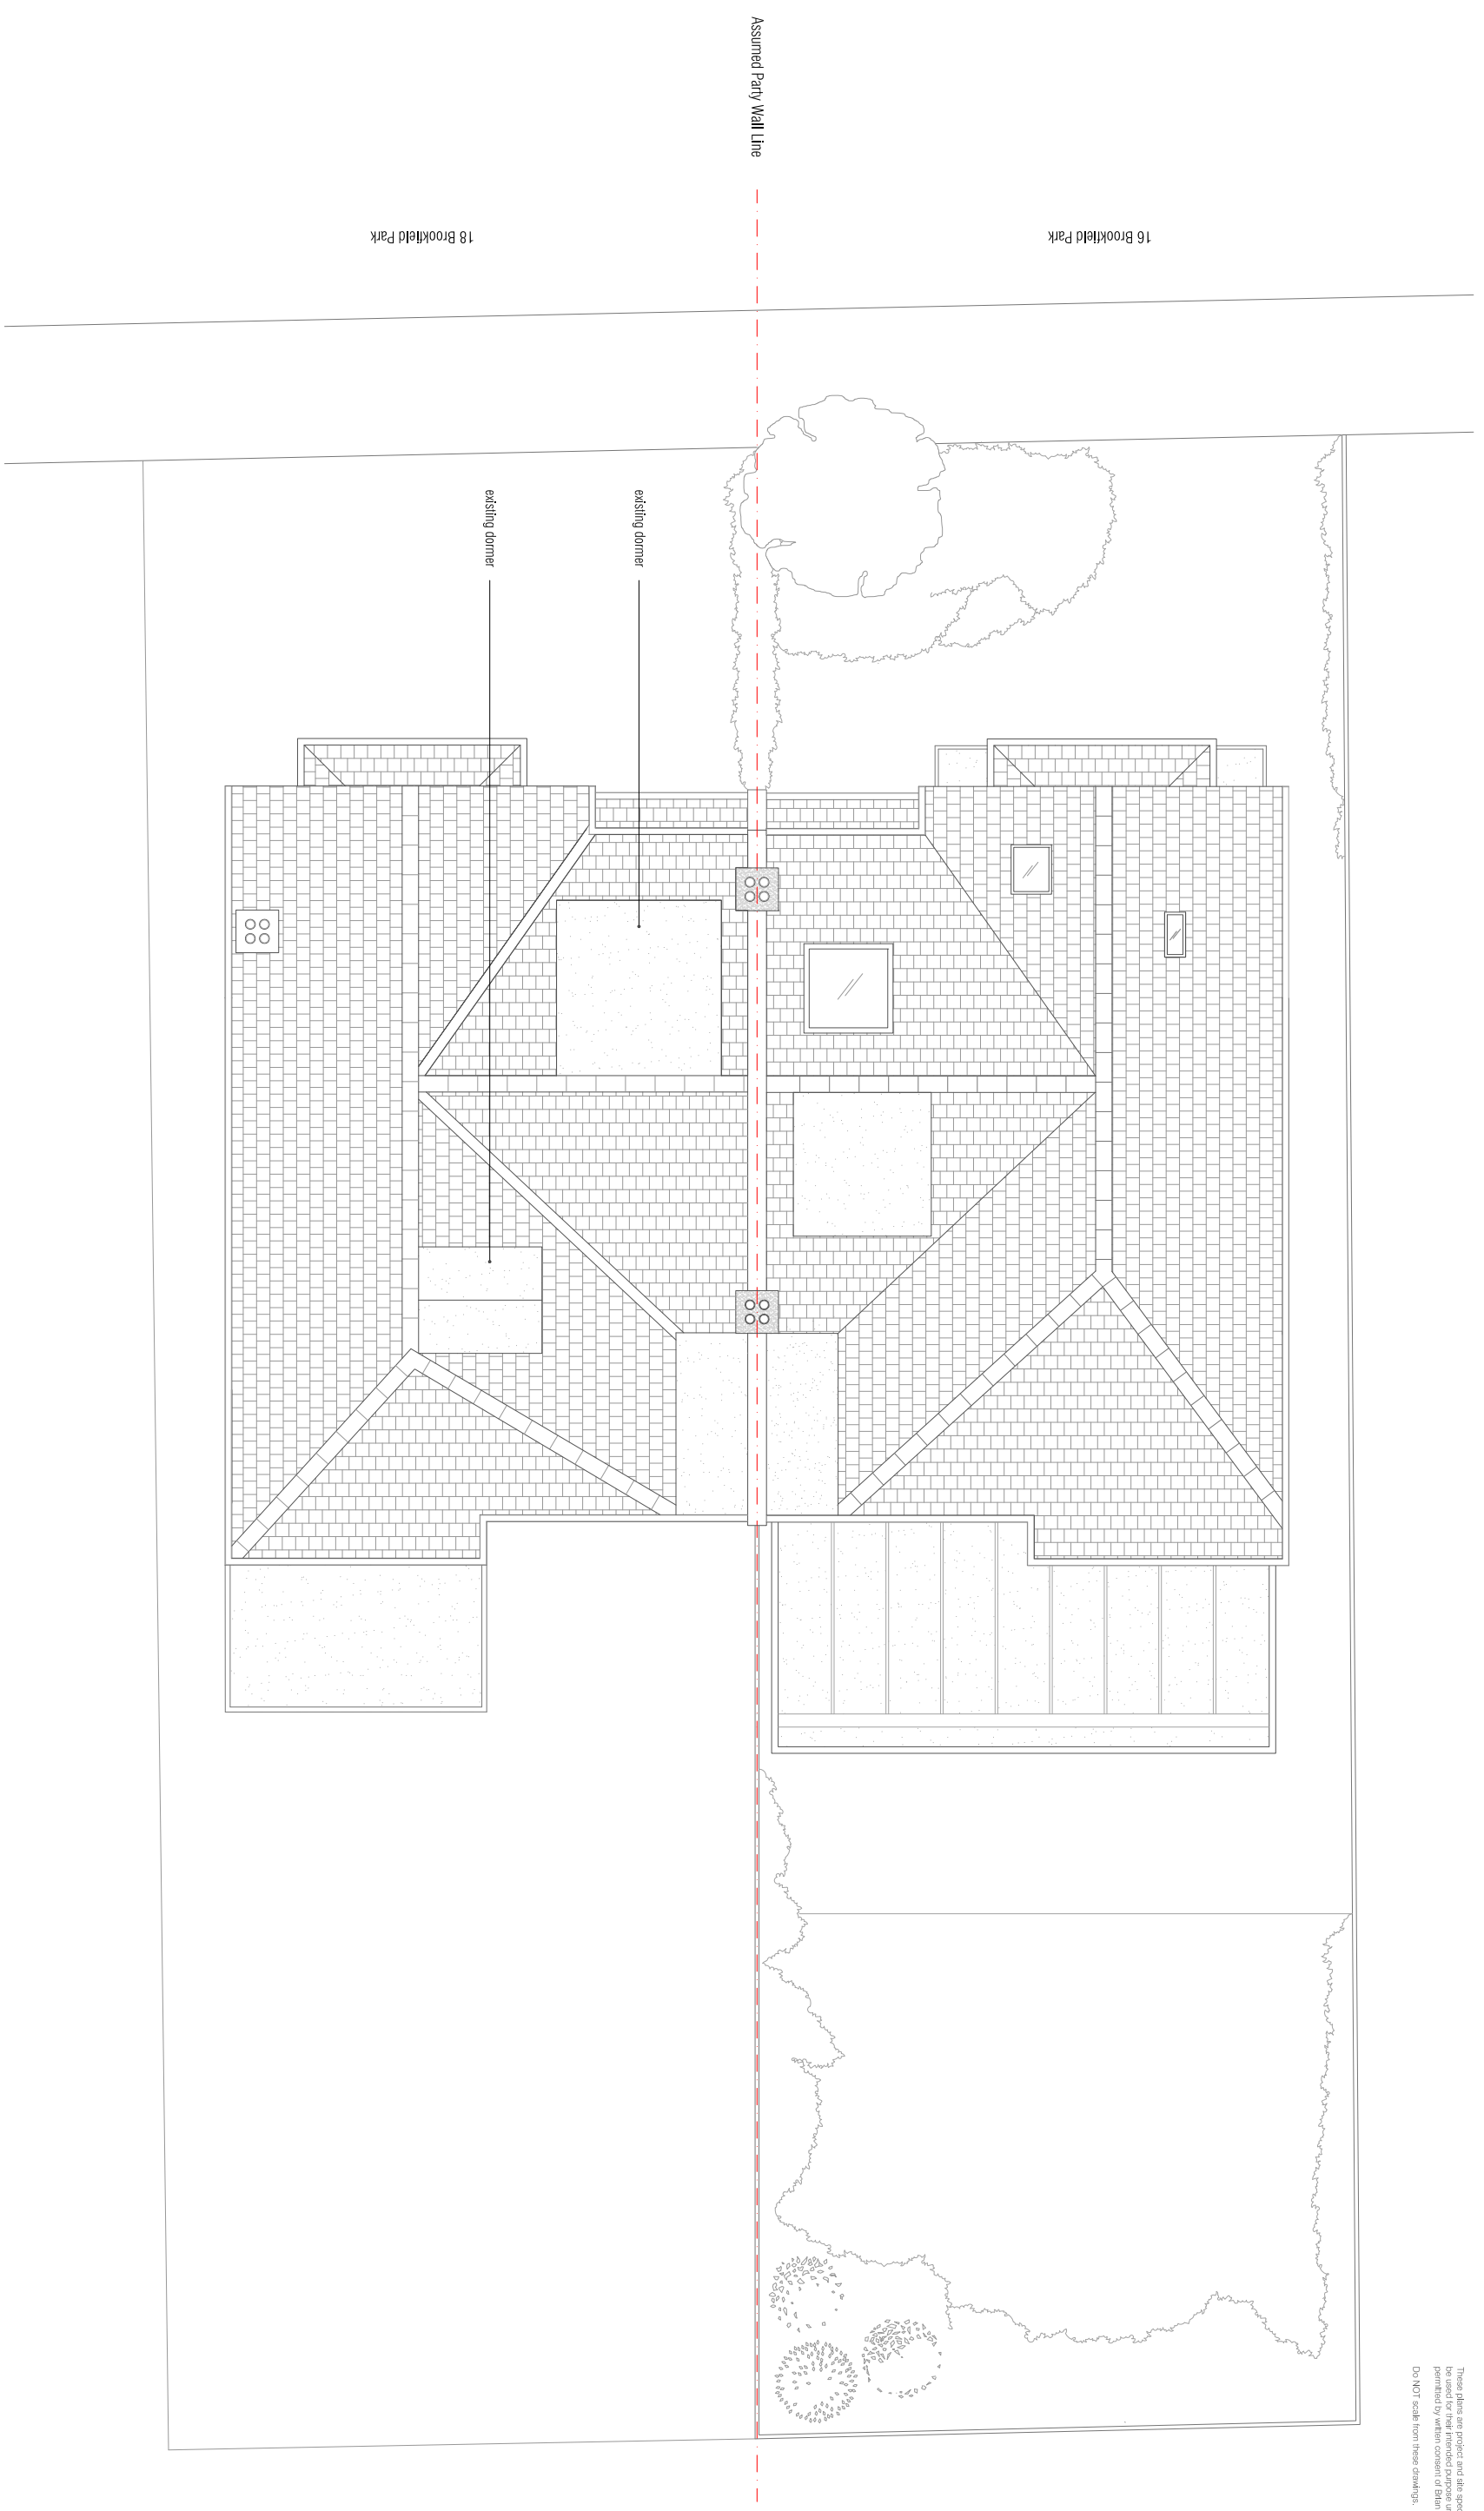 Assumed Party Wall Line
18 Brookfield Park
16 Brookfield Park
existing dormer
existing dormer
These plans are project and site
be used for their intended purpose
permitted by written consent of Brian
Do NOT scale from these drawings.